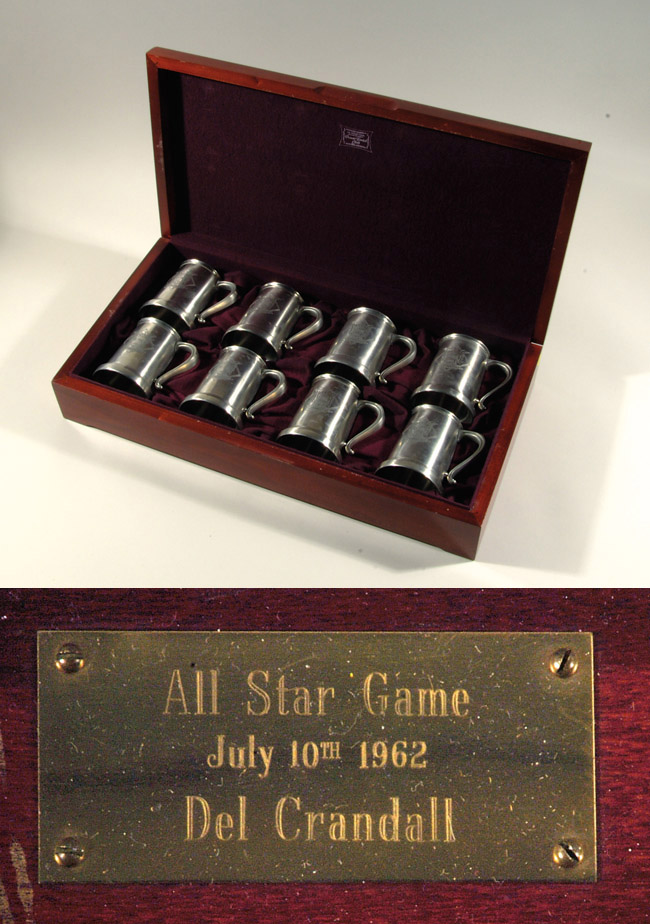 All Star Game
July 10TH 1962
Del Crandall